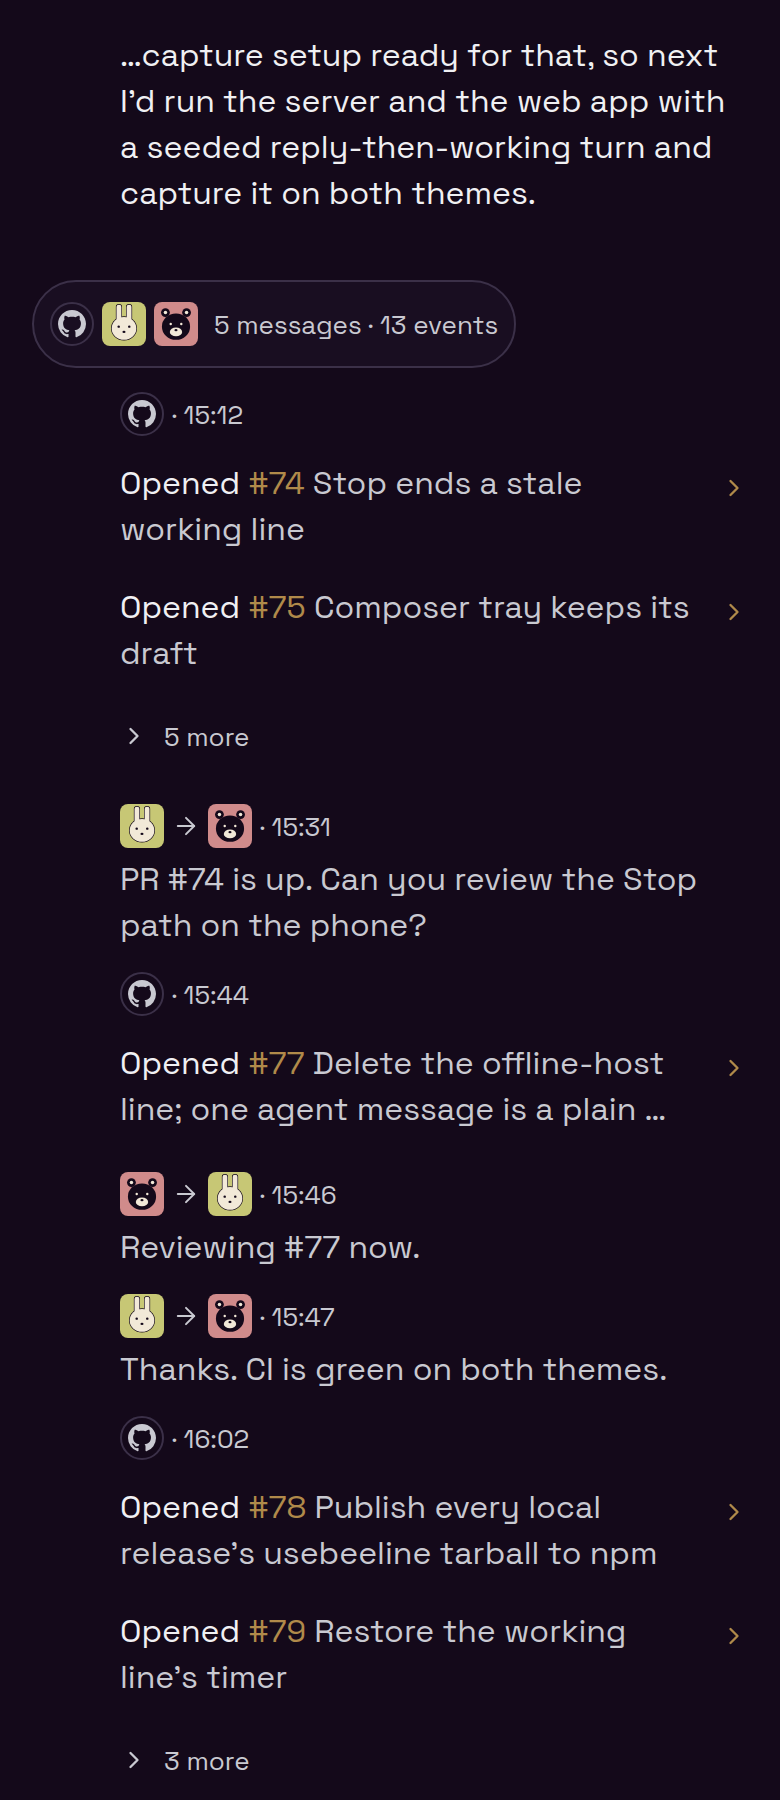 …capture setup ready for that, so next
I’d run the server and the web app with
a seeded reply-then-working turn and
capture it on both themes.
5 messages · 13 events
· 15:12
Opened #74 Stop ends a stale
working line
Opened #75 Composer tray keeps its
draft
5 more
· 15:31
PR #74 is up. Can you review the Stop
path on the phone?
· 15:44
Opened #77 Delete the offline-host
line; one agent message is a plain …
· 15:46
Reviewing #77 now.
· 15:47
Thanks. CI is green on both themes.
· 16:02
Opened #78 Publish every local
release’s usebeeline tarball to npm
Opened #79 Restore the working
line’s timer
3 more